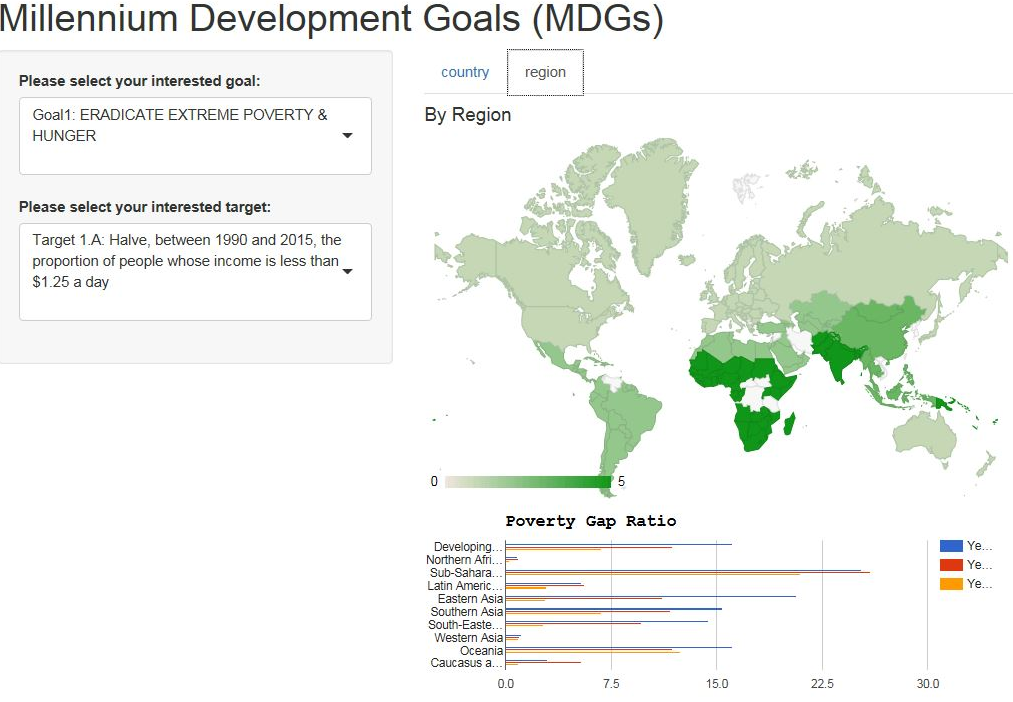 Millennium Development Goals (MDGs)
Please select your interested goal:
Goal1: ERADICATE EXTREME POVERTY &
HUNGER
Please select your interested target:
Target 1.A: Halve, between 1990 and 2015, the
proportion of people whose income is less than
$1.25 a day
country
region
By Region
0
5
Poverty Gap Ratio
Developing...
Northern Afri...
Sub-Sahara...
Latin Americ...
Eastern Asia
Southern Asia
South-Easte...
Western Asia
Oceania
Caucasus a...
0.0
7.5
15.0
22.5
30.0
Ye...
Ye...
Ye...